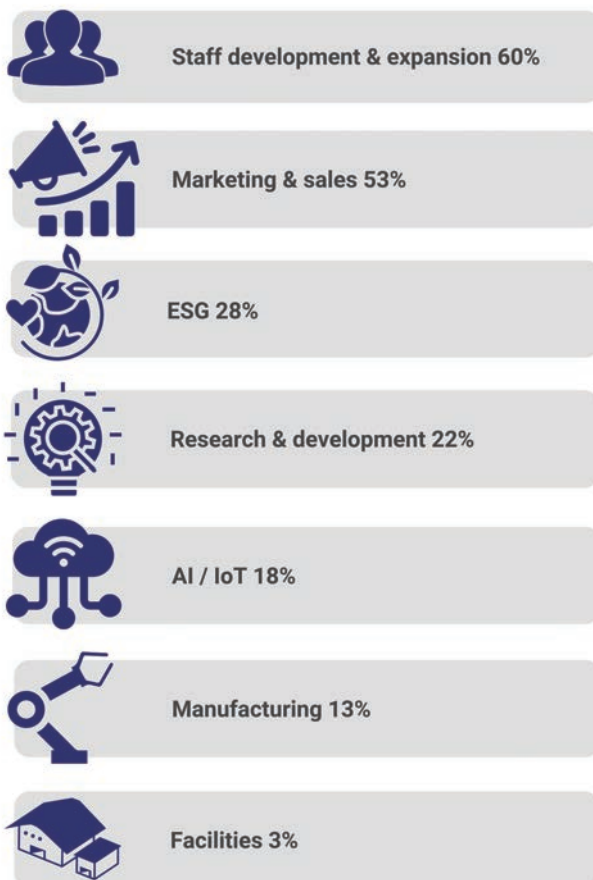 Staff development & expansion 60%
Marketing & sales 53%
ESG 28%
Research & development 22%
AI / IoT 18%
Manufacturing 13%
Facilities 3%